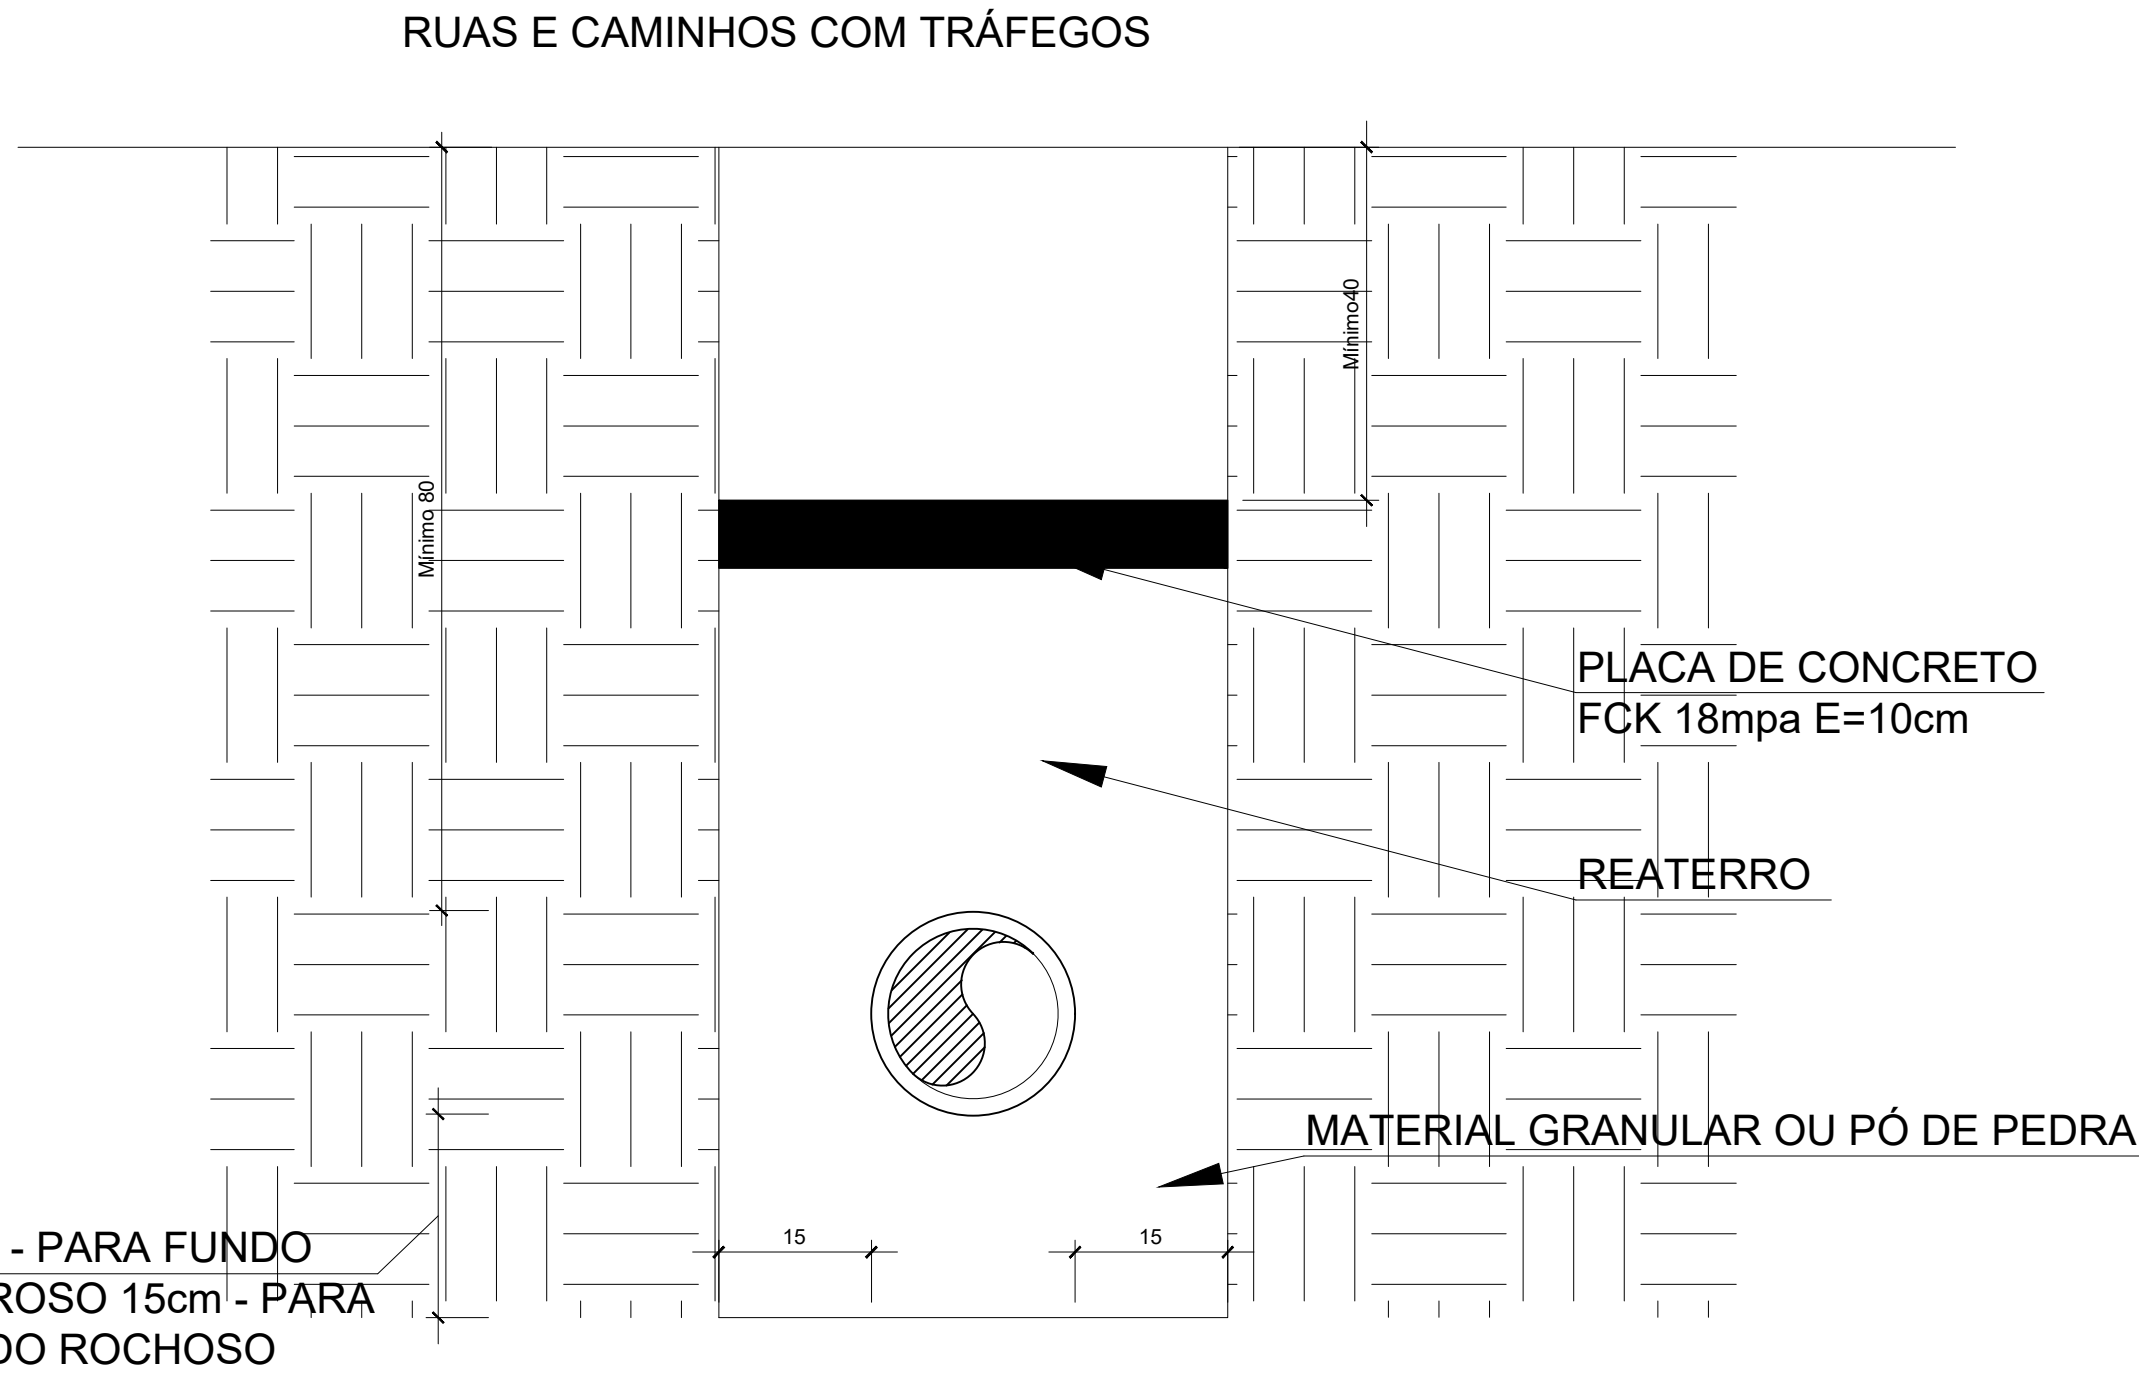 RUAS E CAMINHOS COM TRÁFEGOS
Mínimo40
Mínimo 80
PLACA DE CONCRETO
FCK 18mpa E=10cm
REATERRO
MATERIAL GRANULAR OU PÓ DE PEDRA
15
15
- PARA FUNDO
ROSO 15cm - PARA
DO ROCHOSO